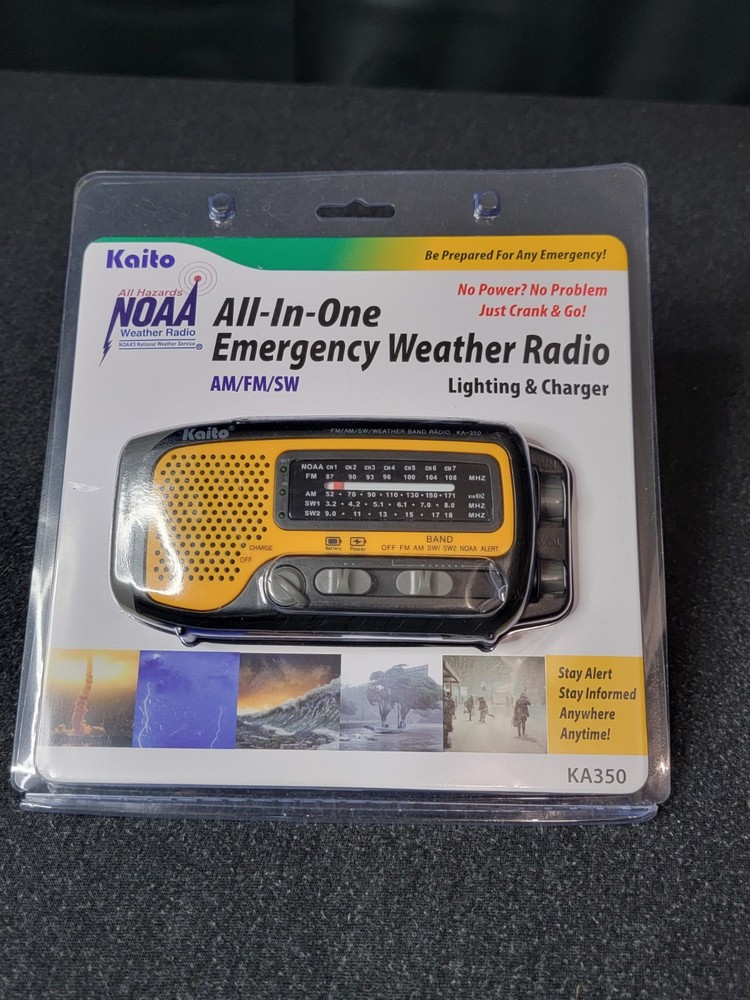 Kaito
Be Prepared For Any Emergency!
No Power? No Problem
Just Crank & Go!
All Hazards
NOAA
Weather Radio
NOAA'S National Weather Service
®
All-In-One
Emergency Weather Radio
AM/FM/SW
Lighting & Charger
Kaito
FM/AM/SW/WEATHER BAND RADIO KA-350
NOAA CH1 CH2 CH3 CH4 CH5 CH6 CH7
FM 87 90 93 96 100 104 108 MHZ
AM 52 • 70 • 90 • 110 • 130 • 150 • 171 x10KHZ
SW1 3.2 • 4.2 • 5.1 • 6.1 • 7.0 • 8.0 MHZ
SW2 9.0 • 11 • 13 • 15 • 17 18 MHZ
Battery Power
BAND
OFF FM AM SW1 SW2 NOAA ALERT
CHARGE
OFF
Stay Alert
Stay Informed
Anywhere
Anytime!
KA350